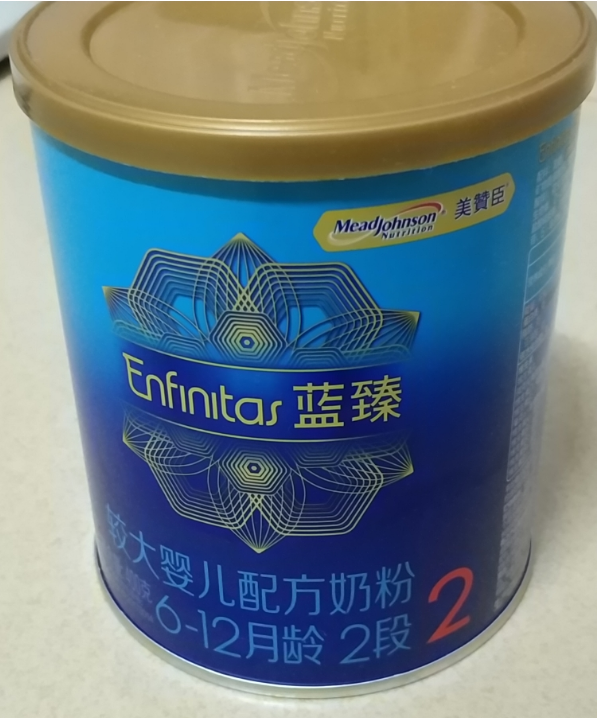 MeadJohnson 美贊臣
Nutrition
Enfinitas 蓝臻
较大婴儿配方奶粉
6-12月龄 2段 2